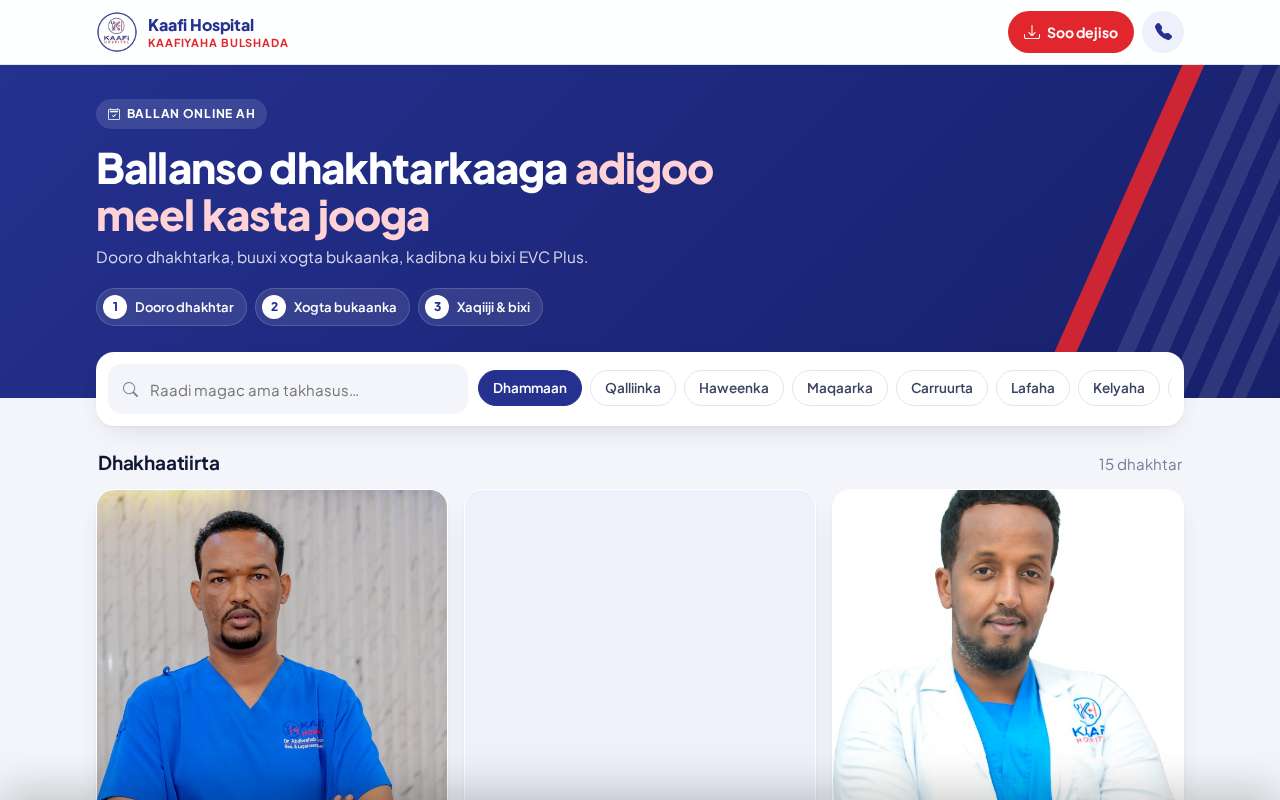 Kaafi Hospital
KAAFIYAHA BULSHADA
Soo dejiso
BALLAN ONLINE AH
Ballanso dhakhtarkaaga adigoo
meel kasta jooga
Dooro dhakhtarka, buuxi xogta bukaanka, kadibna ku bixi EVC Plus.
1 Dooro dhakhtar 2 Xogta bukaanka 3 Xaqiiji & bixi
Raadi magac ama takhasus... Dhammaan Qalliinka Haweenka Maqaarka Carruurta Lafaha Kelyaha
Dhakhaatiirta 15 dhakhtar
KAAFI